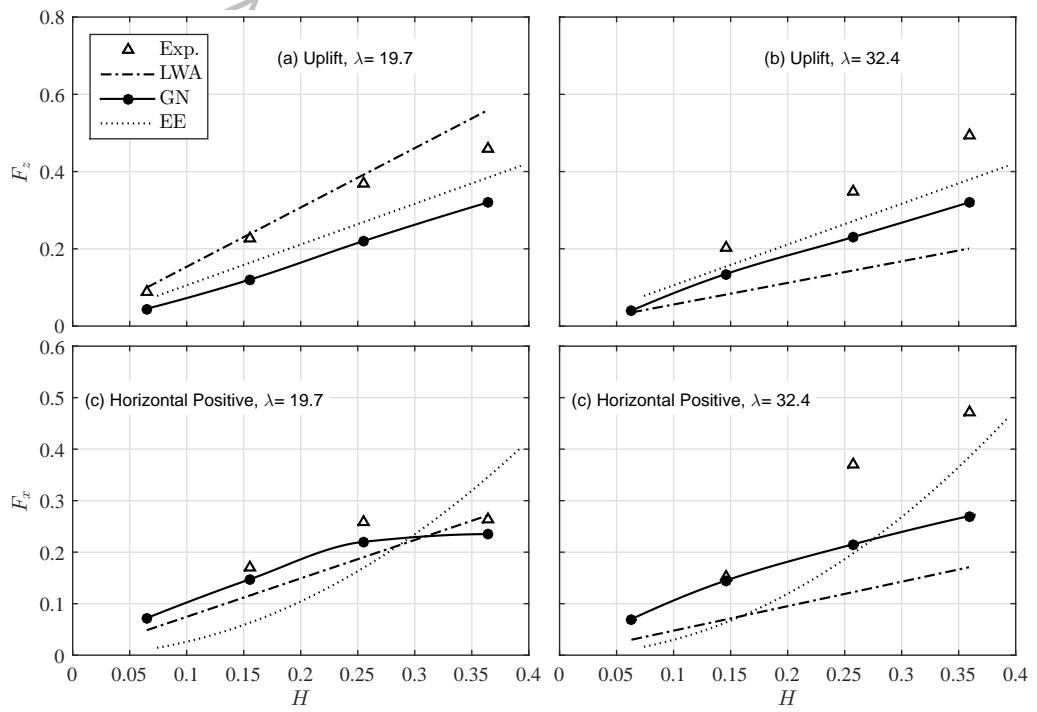 0.8
0.6
0.4
0.2
0
F_z
Exp.
LWA
GN
EE
(a) Uplift, λ= 19.7
(b) Uplift, λ= 32.4
0.6
0.5
0.4
0.3
0.2
0.1
0
F_x
(c) Horizontal Positive, λ= 19.7
(c) Horizontal Positive, λ= 32.4
0 0.05 0.1 0.15 0.2 0.25 0.3 0.35 0.4
H
0 0.05 0.1 0.15 0.2 0.25 0.3 0.35 0.4
H